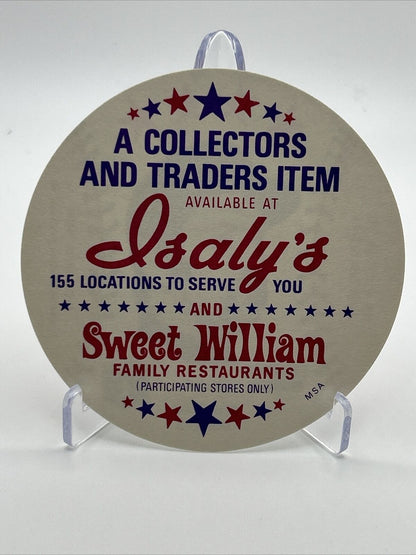 A COLLECTORS
AND TRADERS ITEM
AVAILABLE AT
Isaly's
155 LOCATIONS TO SERVE YOU
AND
Sweet William
FAMILY RESTAURANTS
(PARTICIPATING STORES ONLY)
MSA